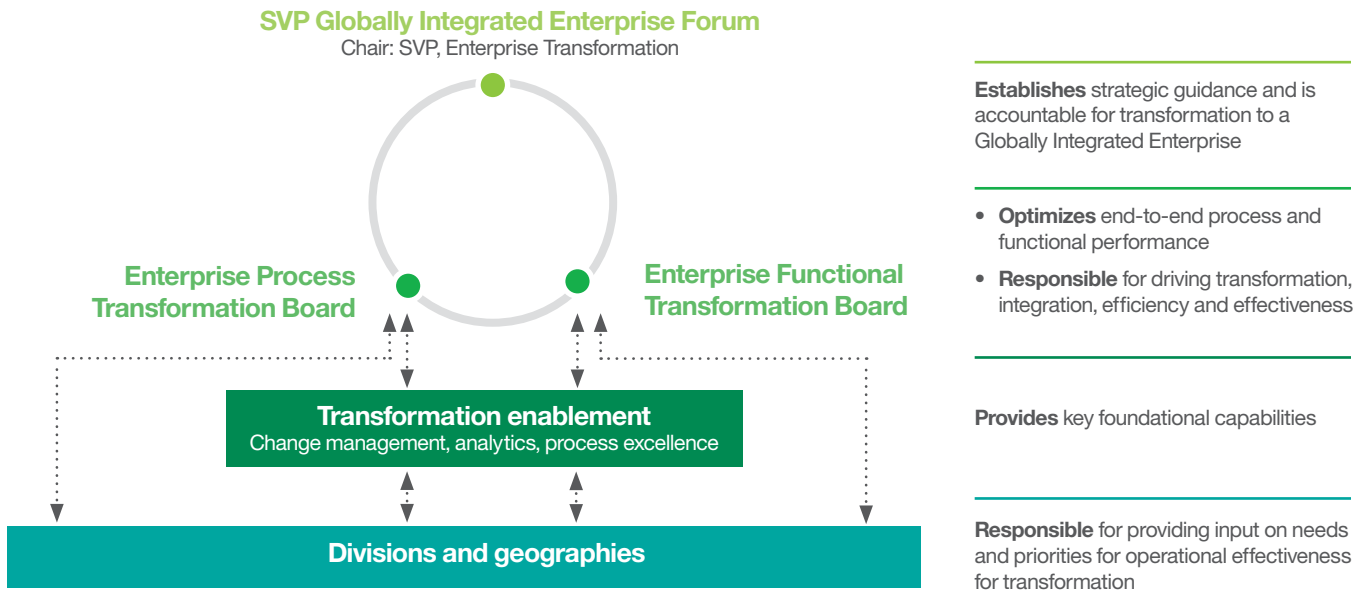 SVP Globally Integrated Enterprise Forum
Chair: SVP, Enterprise Transformation
Establishes strategic guidance and is
accountable for transformation to a
Globally Integrated Enterprise
Enterprise Process
Transformation Board
Enterprise Functional
Transformation Board
• Optimizes end-to-end process and
functional performance
• Responsible for driving transformation,
integration, efficiency and effectiveness
Transformation enablement
Change management, analytics, process excellence
Provides key foundational capabilities
Divisions and geographies
Responsible for providing input on needs
and priorities for operational effectiveness
for transformation